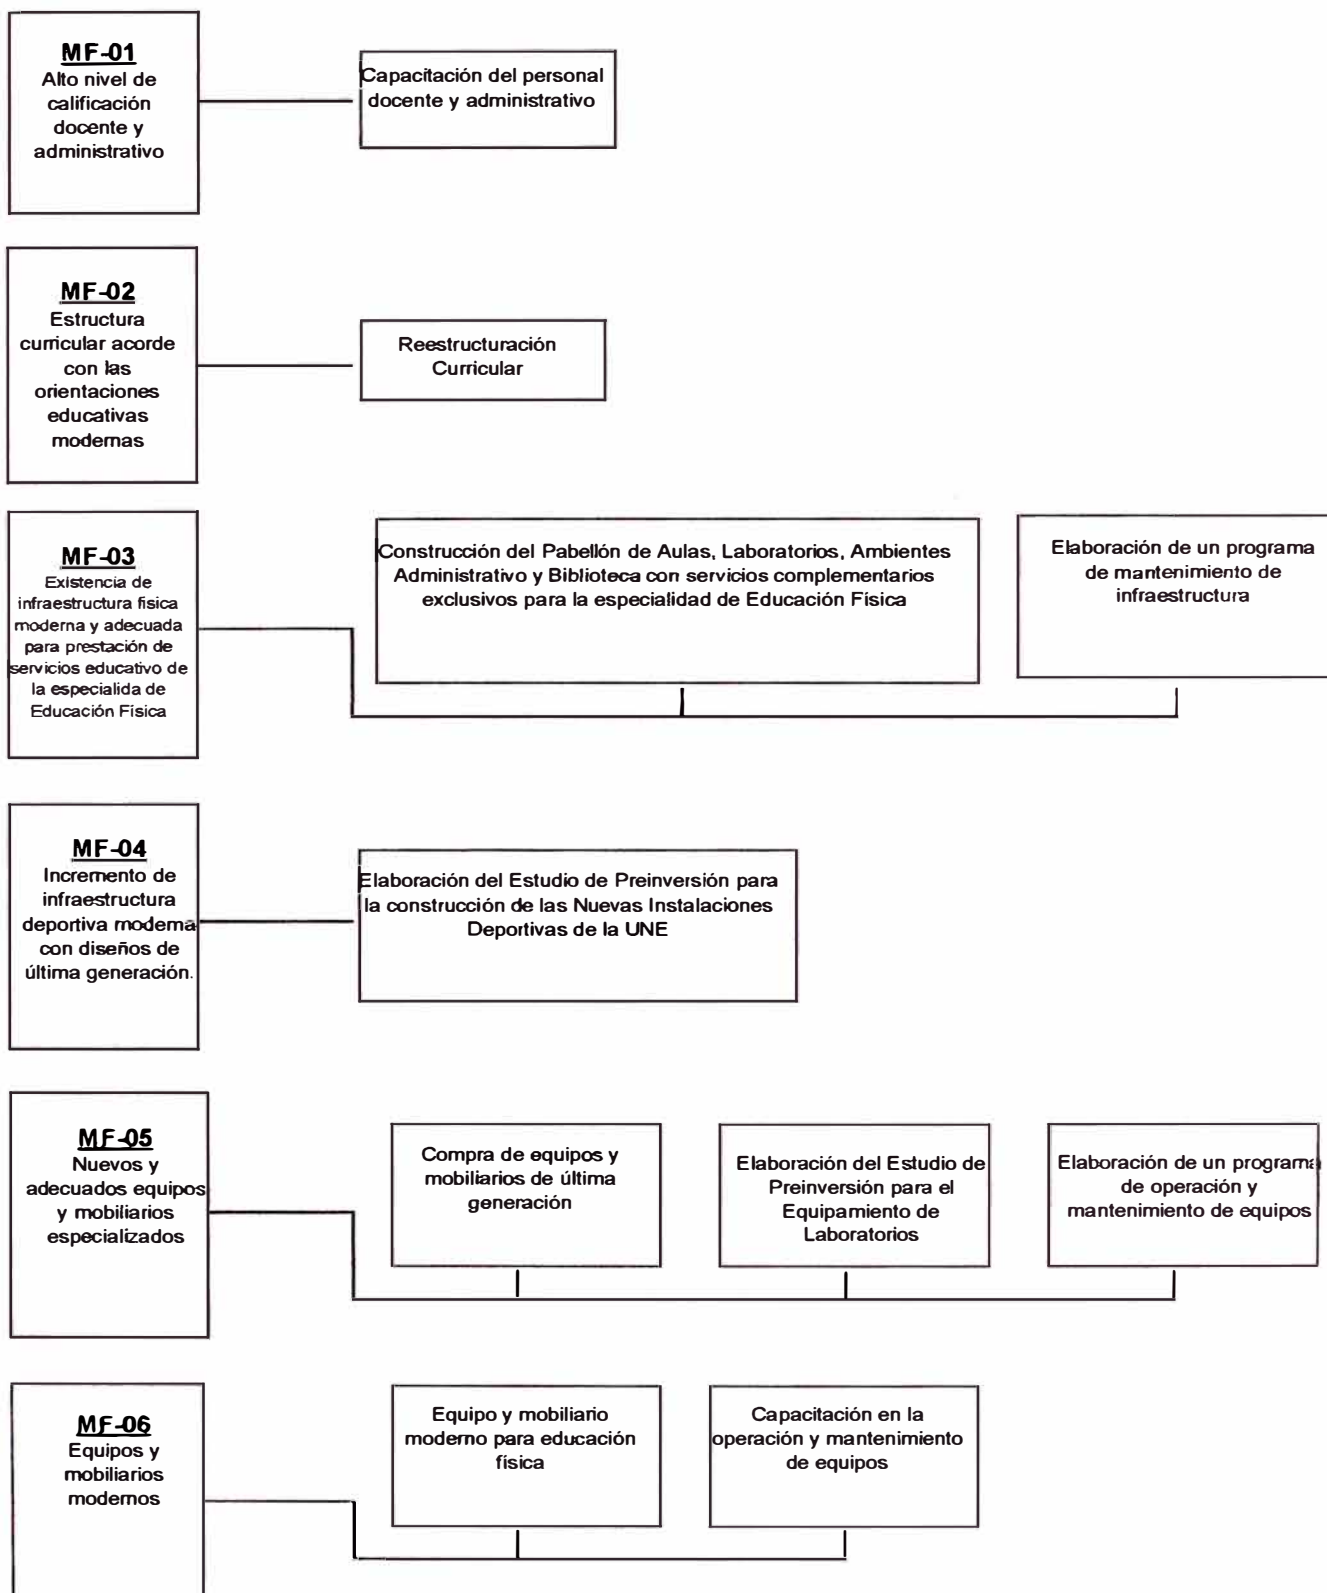 MF-01
Alto nivel de
calificación
docente y
administrativo
Capacitación del personal
docente y administrativo
MF-02
Estructura
curricular acorde
con las
orientaciones
educativas
modernas
Reestructuración
Curricular
MF-03
Existencia de
infraestructura física
moderna y adecuada
para prestación de
servicios educativo de
la especialida de
Educación Física
Construcción del Pabellón de Aulas, Laboratorios, Ambientes
Administrativo y Biblioteca con servicios complementarios
exclusivos para la especialidad de Educación Física
Elaboración de un programa
de mantenimiento de
infraestructura
MF-04
Incremento de
infraestructura
deportiva moderna
con diseños de
última generación.
Elaboración del Estudio de Preinversión para
la construcción de las Nuevas Instalaciones
Deportivas de la UNE
MF-05
Nuevos y
adecuados equipos
y mobiliarios
especializados
Compra de equipos y
mobiliarios de última
generación
Elaboración del Estudio de
Preinversión para el
Equipamiento de
Laboratorios
Elaboración de un programa
de operación y
mantenimiento de equipos
MF-06
Equipos y
mobiliarios
modernos
Equipo y mobiliario
moderno para educación
física
Capacitación en la
operación y mantenimiento
de equipos